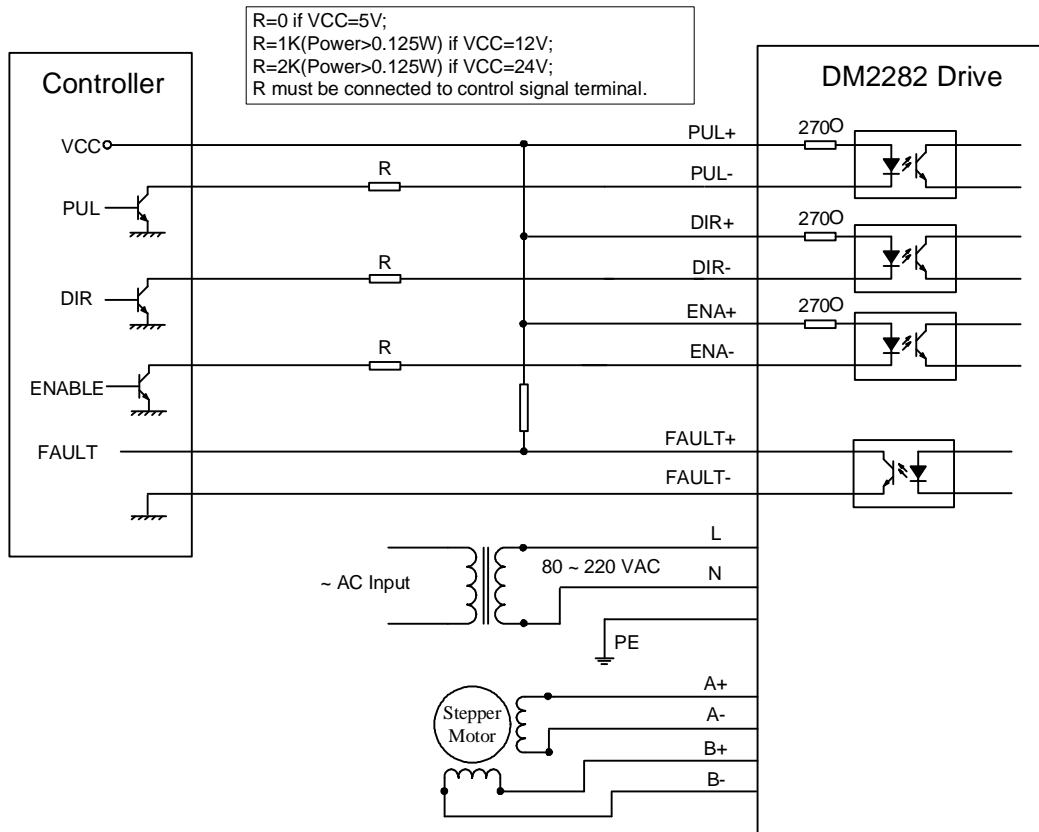 R=0 if VCC=5V;
R=1K(Power>0.125W) if VCC=12V;
R=2K(Power>0.125W) if VCC=24V;
R must be connected to control signal terminal.
Controller
DM2282 Drive
VCC
PUL+
270O
R
PUL-
PUL
DIR+
270O
R
DIR-
DIR
ENA+
270O
R
ENA-
ENABLE
FAULT
FAULT+
FAULT-
L
80 ~ 220 VAC
N
~ AC Input
PE
A+
Stepper
Motor
A-
B+
B-